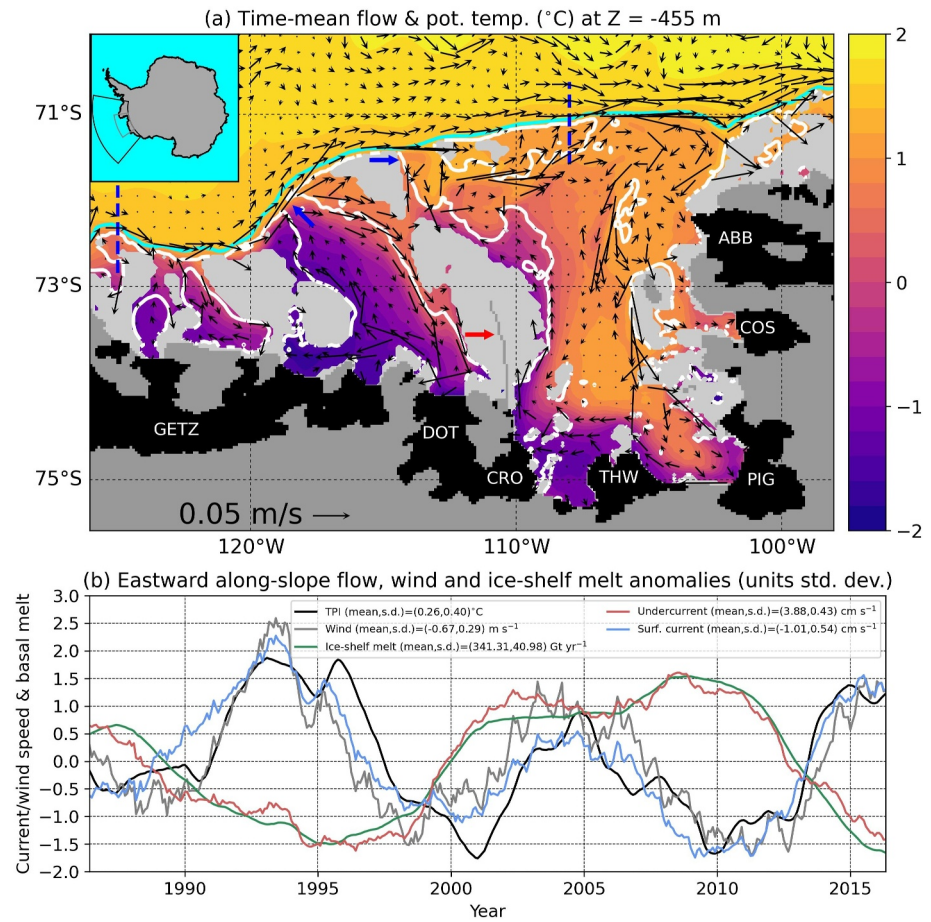 (a) Time-mean flow & pot. temp. (°C) at Z = -455 m
71°S
73°S
75°S
ABB
COS
GETZ
DOT
CRO
THW
PIG
0.05 m/s
120°W
110°W
100°W
2
1
0
−1
−2
(b) Eastward along-slope flow, wind and ice-shelf melt anomalies (units std. dev.)
Current/wind speed & basal melt
3.0
2.5
2.0
1.5
1.0
0.5
0.0
−0.5
−1.0
−1.5
−2.0
TPI (mean,s.d.)=(0.26,0.40)°C
Wind (mean,s.d.)=(-0.67,0.29) m s⁻¹
Ice-shelf melt (mean,s.d.)=(341.31,40.98) Gt yr⁻¹
Undercurrent (mean,s.d.)=(3.88,0.43) cm s⁻¹
Surf. current (mean,s.d.)=(-1.01,0.54) cm s⁻¹
1990
1995
2000
2005
2010
2015
Year